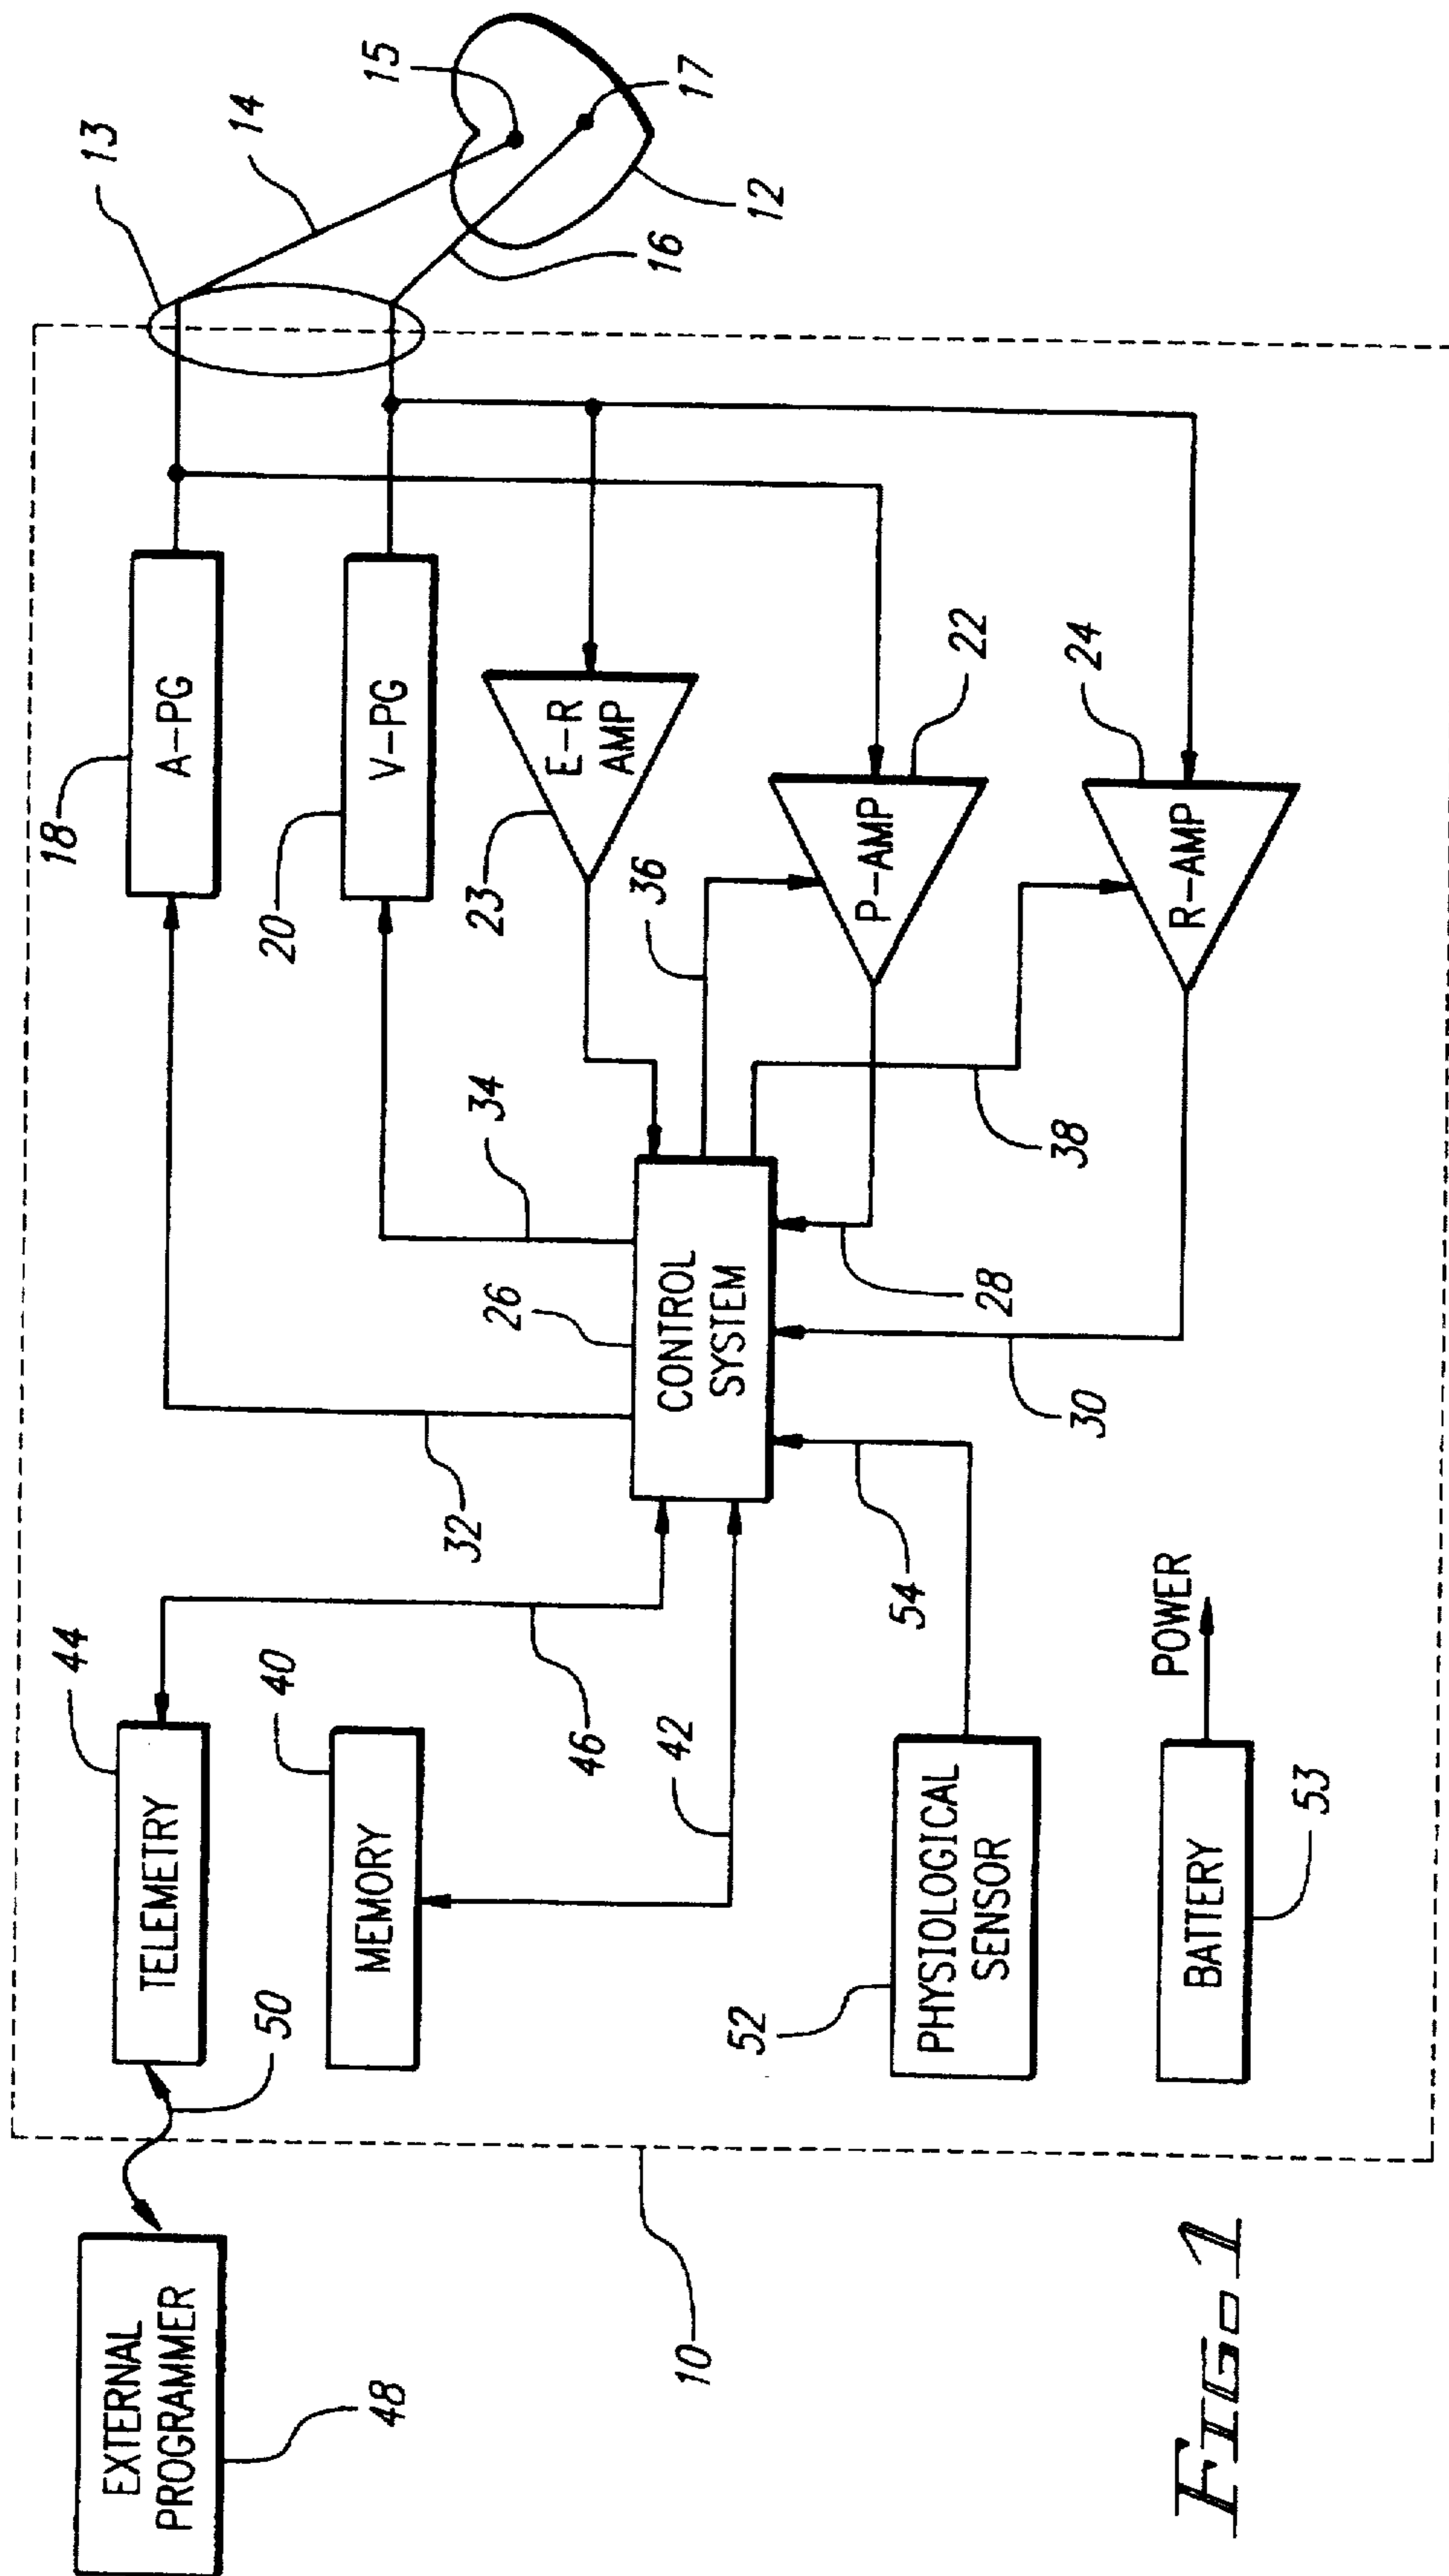 EXTERNAL
PROGRAMMER
48
50
44
TELEMETRY
40
MEMORY
46
42
32
34
26
CONTROL
SYSTEM
18
A-PG
20
V-PG
23
E-R
AMP
36
P-AMP
22
R-AMP
24
38
28
30
54
52
PHYSIOLOGICAL
SENSOR
BATTERY
53
POWER
10
13
14
15
16
17
12
FIG. 1